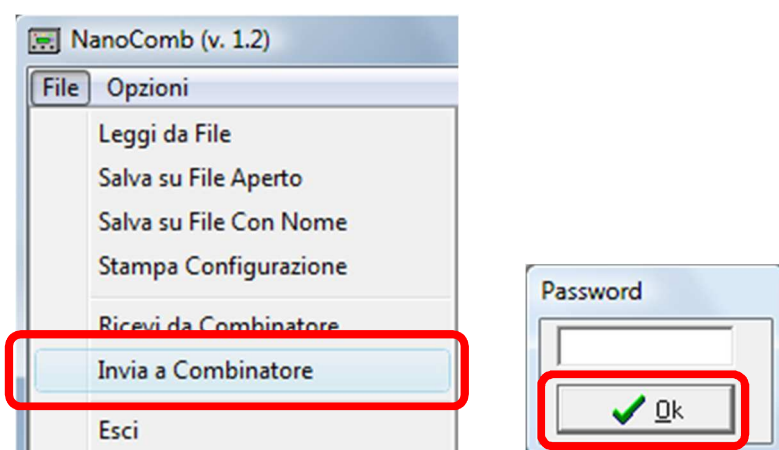 NanoComb (v. 1.2)
File Opzioni
Leggi da File
Salva su File Aperto
Salva su File Con Nome
Stampa Configurazione
Ricevi da Combinatore
Invia a Combinatore
Esci
Password
Ok